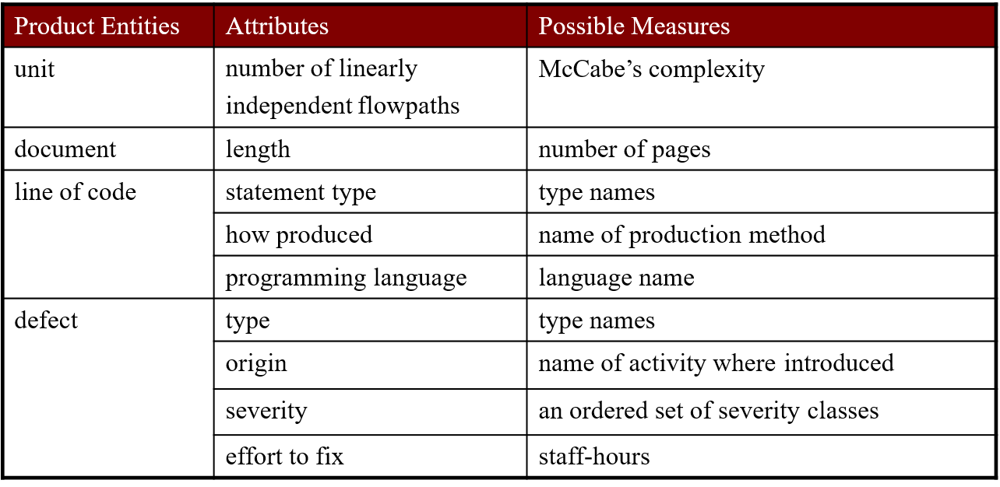 Product Entities Attributes Possible Measures
unit number of linearly McCabe’s complexity
independent flowpaths
document length number of pages
line of code statement type type names
how produced name of production method
programming language language name
defect type type names
origin name of activity where introduced
severity an ordered set of severity classes
effort to fix staff-hours